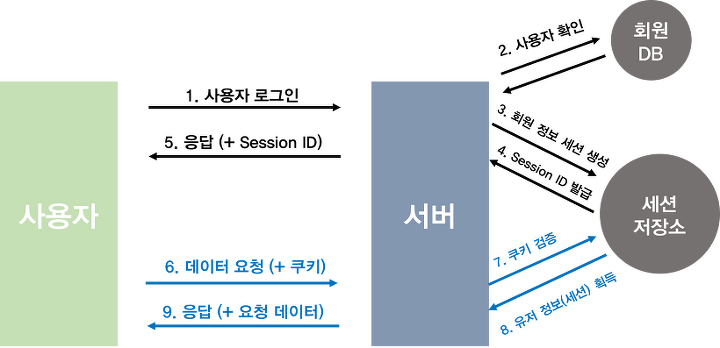 사용자
서버
회원
DB
세션
저장소
1. 사용자 로그인
2. 사용자 확인
3. 회원 정보 세션 생성
4. Session ID 발급
5. 응답 (+ Session ID)
6. 데이터 요청 (+ 쿠키)
7. 쿠키 검증
8. 유저 정보(세션) 획득
9. 응답 (+ 요청 데이터)